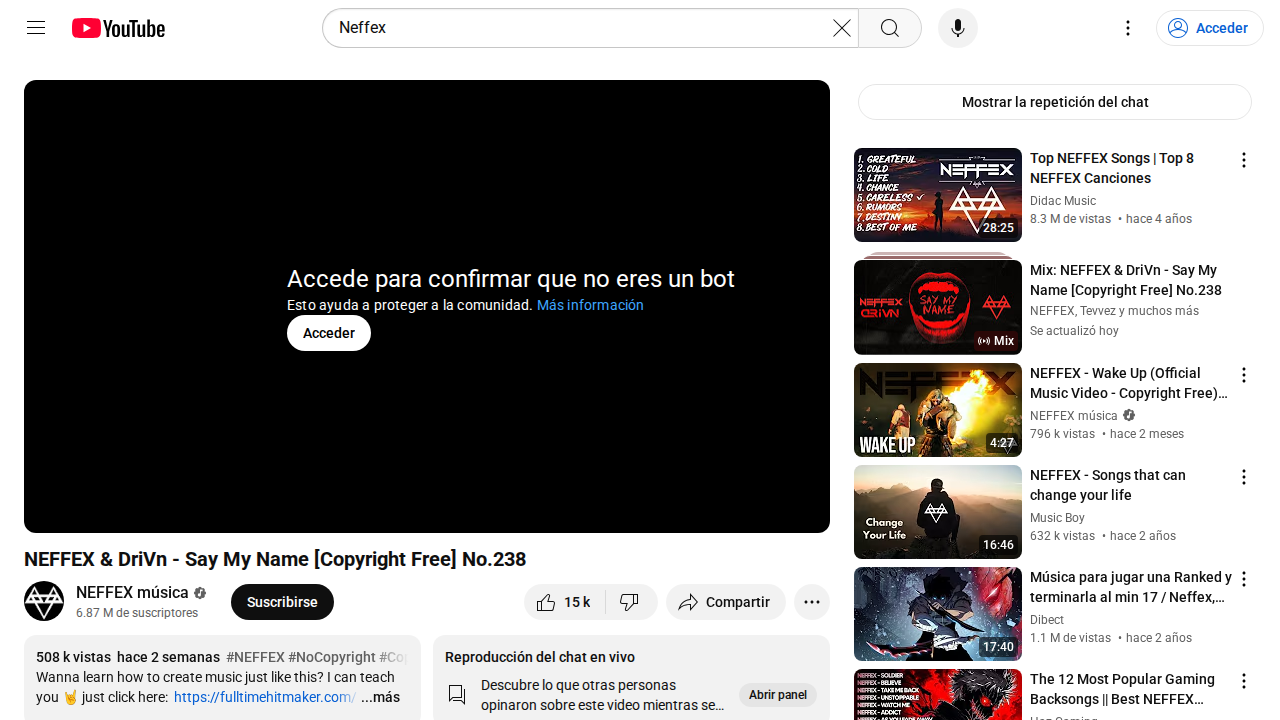 YouTube
Neffex
Acceder
Accede para confirmar que no eres un bot
Esto ayuda a proteger a la comunidad. Más información
Acceder
NEFFEX & DriVn - Say My Name [Copyright Free] No.238
NEFFEX música
6.87 M de suscriptores
Suscribirse
15 k
Compartir
508 k vistas hace 2 semanas #NEFFEX #NoCopyright #Cop
Wanna learn how to create music just like this? I can teach
you 🤘 just click here: https://fulltimehitmaker.com/ ...más
Reproducción del chat en vivo
Descubre lo que otras personas
opinaron sobre este video mientras se...
Abrir panel
Mostrar la repetición del chat
1. GREATEFUL
2. COLD
3. LIFE
4. CHANCE
5. CARELESS ✓
6. RUMORS
7. DESTINY
8. BEST OF ME
NEFFEX
28:25
Top NEFFEX Songs | Top 8
NEFFEX Canciones
Didac Music
8.3 M de vistas • hace 4 años
NEFFEX
DRIVN
SAY MY
NAME
Mix
Mix: NEFFEX & DriVn - Say My
Name [Copyright Free] No.238
NEFFEX, Tevvez y muchos más
Se actualizó hoy
NEFFEX
WAKE UP
4:27
NEFFEX - Wake Up (Official
Music Video - Copyright Free)...
NEFFEX música
796 k vistas • hace 2 meses
Change
Your Life
16:46
NEFFEX - Songs that can
change your life
Music Boy
632 k vistas • hace 2 años
17:40
Música para jugar una Ranked y
terminarla al min 17 / Neffex,...
Dibect
1.1 M de vistas • hace 2 años
NEFFEX - SOLDIER
NEFFEX - BELIEVE
NEFFEX - TAKE ME BACK
NEFFEX - UNSTOPPABLE
NEFFEX - WATCH ME
NEFFEX - ADDICT
The 12 Most Popular Gaming
Backsongs || Best NEFFEX...